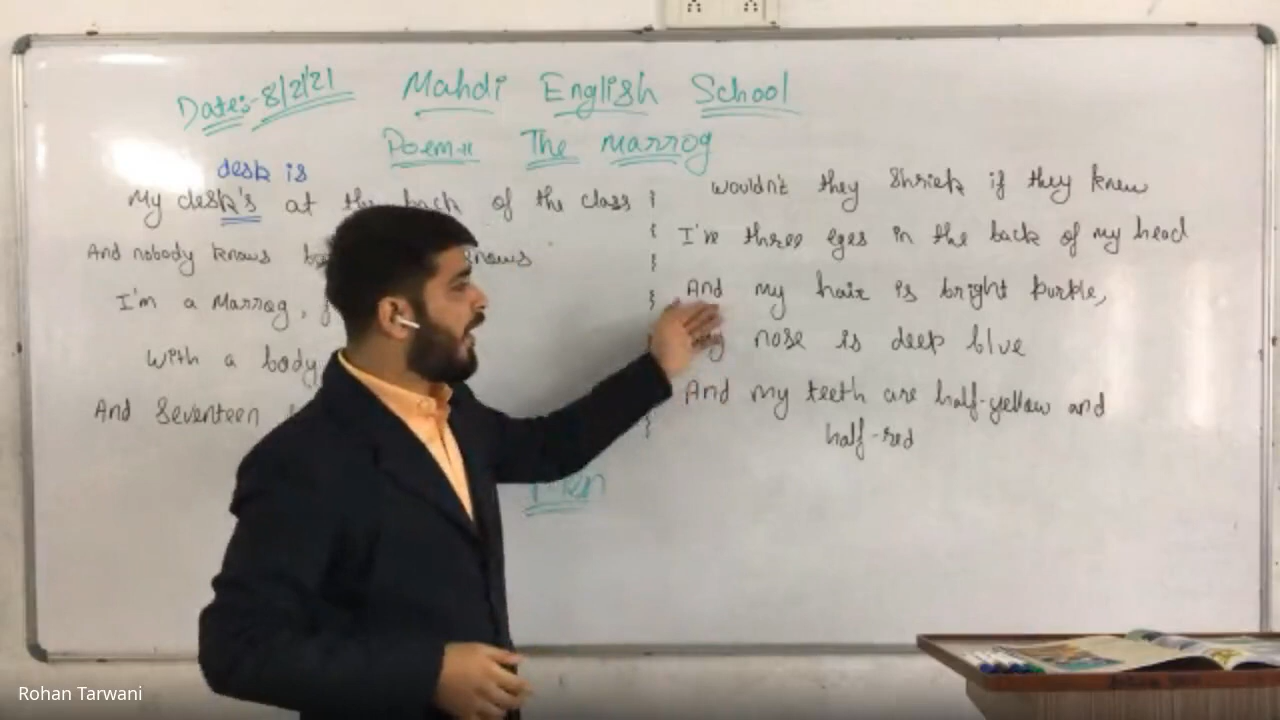 Date:-8/2/21
Mahdi English School
Poem:- The Marrog
desk is
My desk's at the back of the class
And nobody knows knows
I'm a Marrog,
With a body
And Seventeen
wouldn't they Shriek if they knew
I've three eyes in the back of my head
And my hair is bright purple,
My nose is deep blue
And my teeth are half-yellow and
half-red
Rohan Tarwani